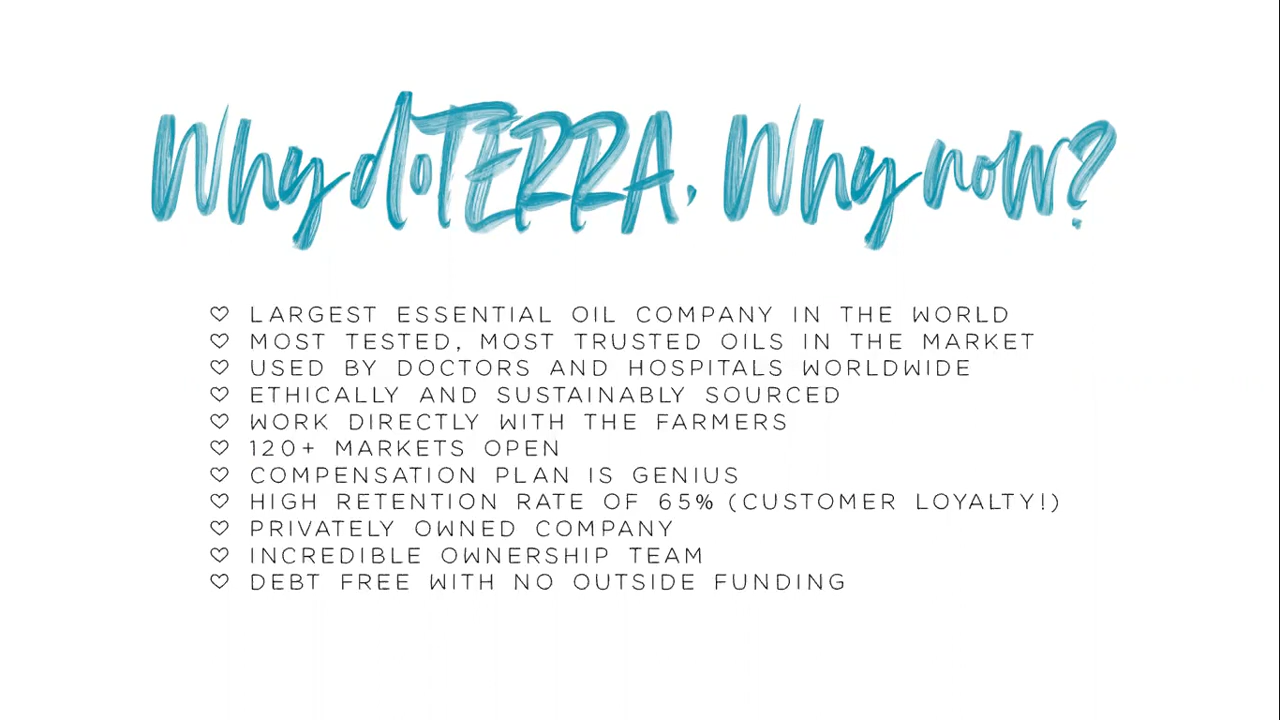 Why doTERRA, Why now?
LARGEST ESSENTIAL OIL COMPANY IN THE WORLD
MOST TESTED, MOST TRUSTED OILS IN THE MARKET
USED BY DOCTORS AND HOSPITALS WORLDWIDE
ETHICALLY AND SUSTAINABLY SOURCED
WORK DIRECTLY WITH THE FARMERS
120+ MARKETS OPEN
COMPENSATION PLAN IS GENIUS
HIGH RETENTION RATE OF 65% (CUSTOMER LOYALTY!)
PRIVATELY OWNED COMPANY
INCREDIBLE OWNERSHIP TEAM
DEBT FREE WITH NO OUTSIDE FUNDING